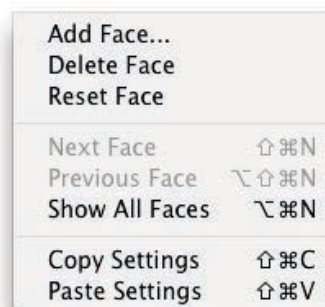 Add Face...
Delete Face
Reset Face
Next Face ⇧⌘N
Previous Face ⌥⇧⌘N
Show All Faces ⌥⌘N
Copy Settings ⇧⌘C
Paste Settings ⇧⌘V